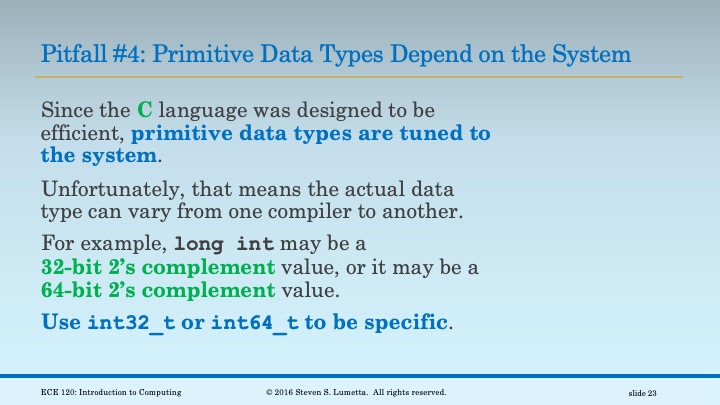 Pitfall #4: Primitive Data Types Depend on the System
Since the C language was designed to be
efficient, primitive data types are tuned to
the system.
Unfortunately, that means the actual data
type can vary from one compiler to another.
For example, long int may be a
32-bit 2’s complement value, or it may be a
64-bit 2’s complement value.
Use int32_t or int64_t to be specific.
ECE 120: Introduction to Computing
© 2016 Steven S. Lumetta. All rights reserved.
slide 23